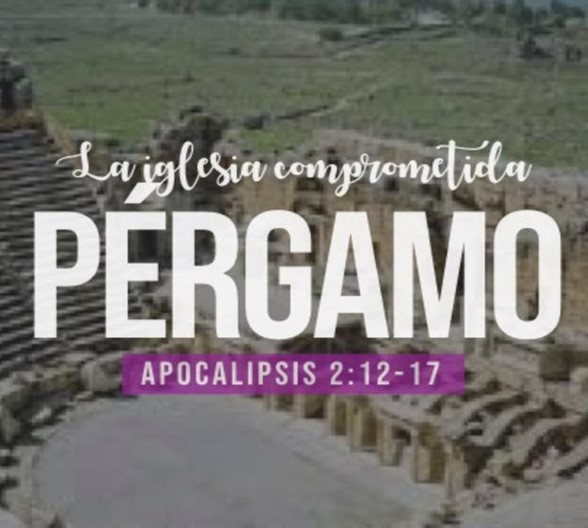 La iglesia comprometida
PÉRGAMO
APOCALIPSIS 2:12-17